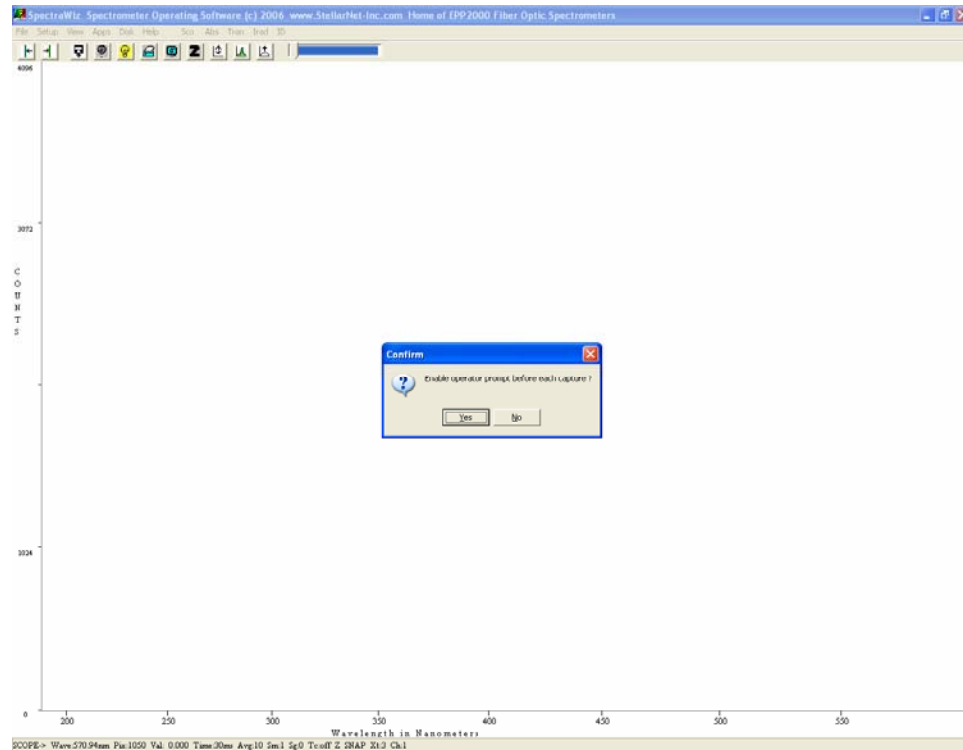 SpectraWiz Spectrometer Operating Software (c) 2006 www.StellarNet-Inc.com Home of EPP2000 Fiber Optic Spectrometers
File Setup View Apps Disk Help Sco Abs Tran Irad 3D
4096
3072
COUNTS
Confirm
Enable operator prompt before each capture ?
Yes No
1024
0
200 250 300 350 400 450 500 550
Wavelength in Nanometers
SCOPE-> Wave:570.94nm Pix:1050 Val: 0.000 Time:30ms Avg:10 Sm:1 Sg:0 Tc:off Z SNAP Xt:3 Ch:1